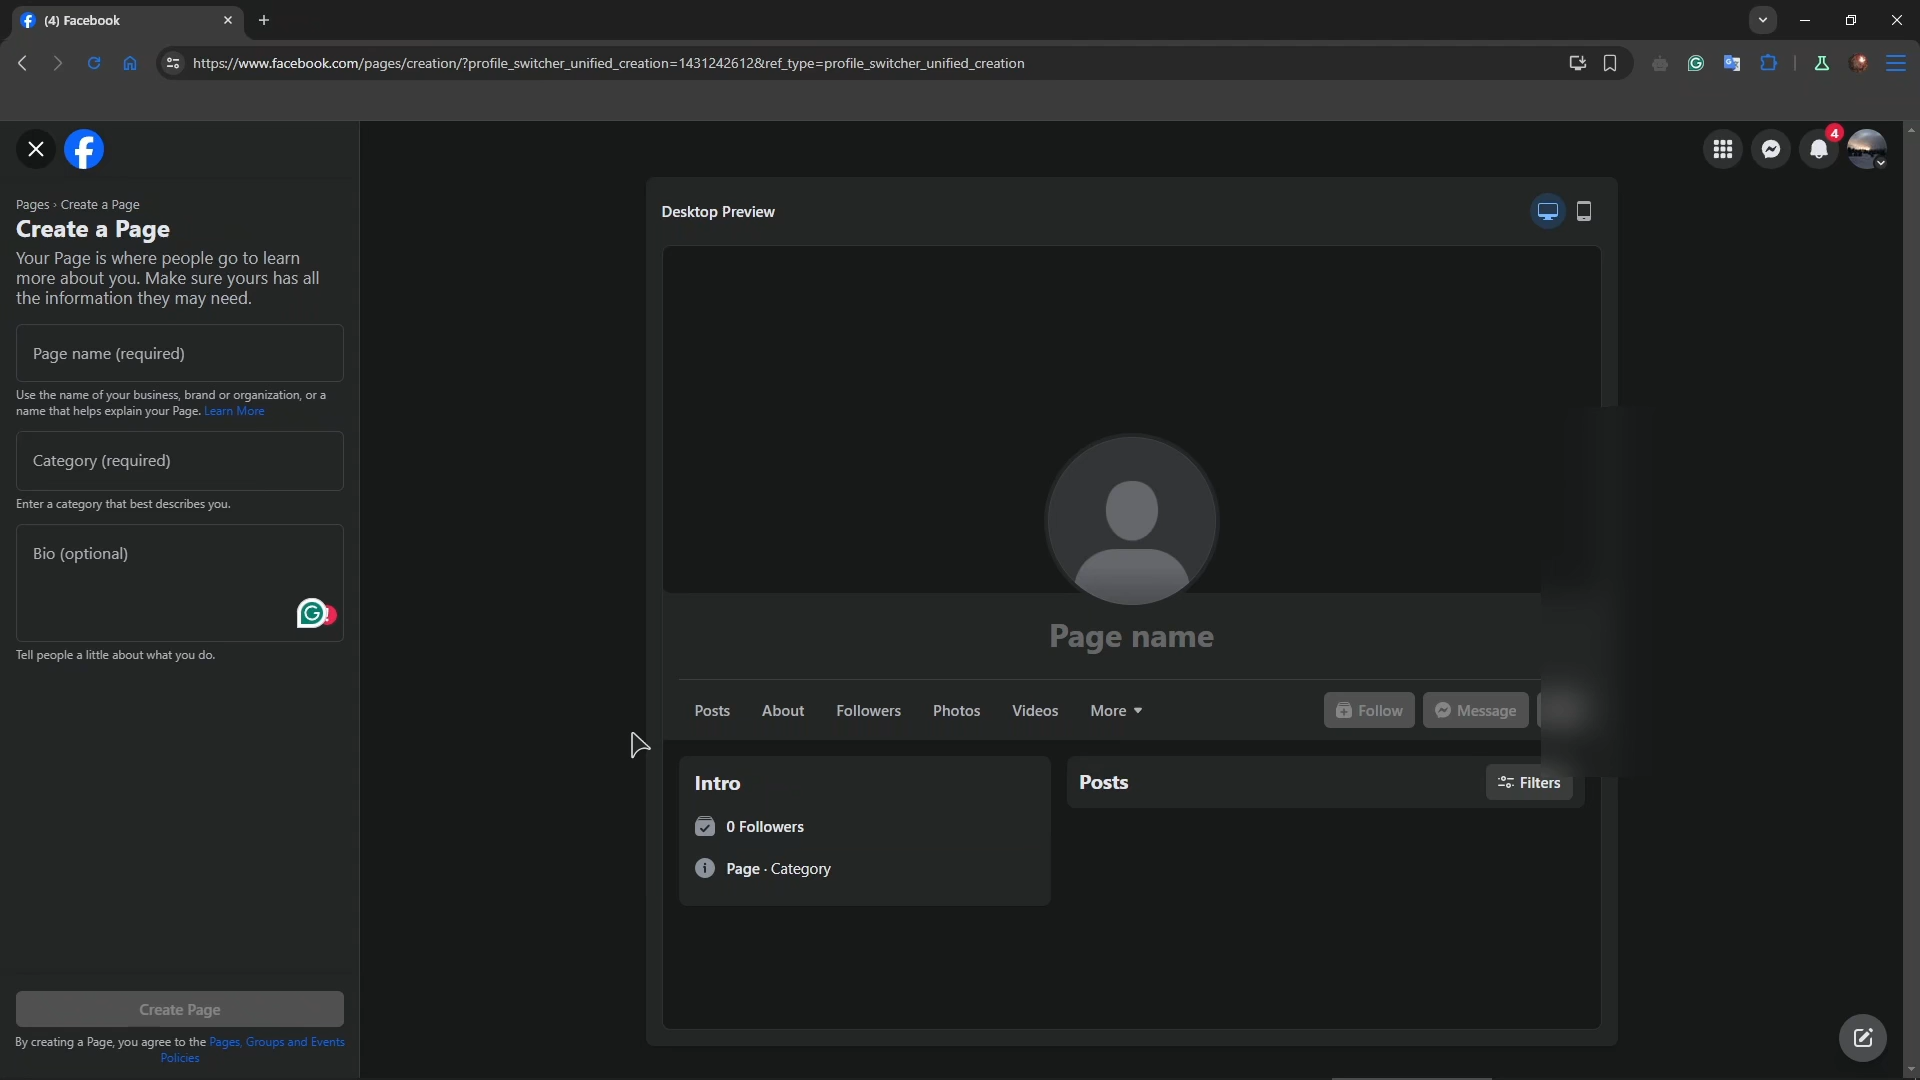 (4) Facebook
https://www.facebook.com/pages/creation/?profile_switcher_unified_creation=1431242612&ref_type=profile_switcher_unified_creation
4
Pages › Create a Page
Create a Page
Your Page is where people go to learn
more about you. Make sure yours has all
the information they may need.
Page name (required)
Use the name of your business, brand or organization, or a
name that helps explain your Page. Learn More
Category (required)
Enter a category that best describes you.
Bio (optional)
Tell people a little about what you do.
Create Page
By creating a Page, you agree to the Pages, Groups and Events
Policies
Desktop Preview
Page name
Posts About Followers Photos Videos More
Follow Message
Intro
0 Followers
Page · Category
Posts
Filters